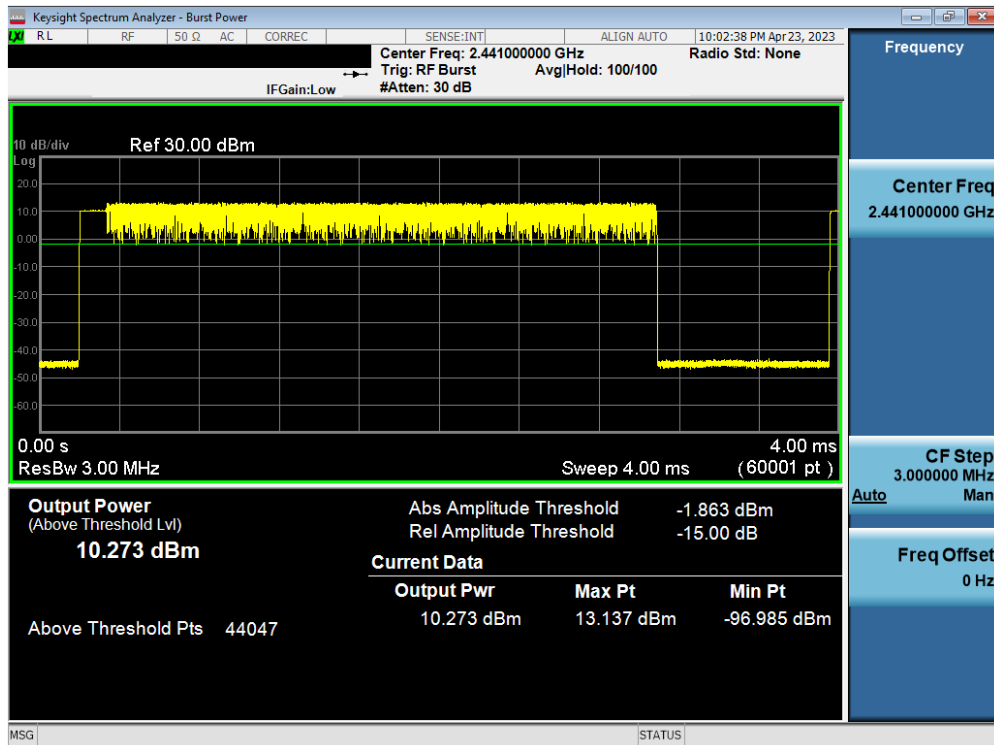 Keysight Spectrum Analyzer - Burst Power
LXI RL RF 50 Ω AC CORREC SENSE:INT ALIGN AUTO 10:02:38 PM Apr 23, 2023
Center Freq: 2.441000000 GHz Radio Std: None
Trig: RF Burst Avg|Hold: 100/100
IFGain:Low #Atten: 30 dB
10 dB/div Ref 30.00 dBm
Log
20.0
10.0
0.00
-10.0
-20.0
-30.0
-40.0
-50.0
-60.0
0.00 s 4.00 ms
ResBw 3.00 MHz Sweep 4.00 ms (60001 pt)
Output Power
(Above Threshold Lvl)
10.273 dBm
Above Threshold Pts 44047
Abs Amplitude Threshold -1.863 dBm
Rel Amplitude Threshold -15.00 dB
Current Data
Output Pwr Max Pt Min Pt
10.273 dBm 13.137 dBm -96.985 dBm
Frequency
Center Freq
2.441000000 GHz
CF Step
3.000000 MHz
Auto Man
Freq Offset
0 Hz
MSG STATUS